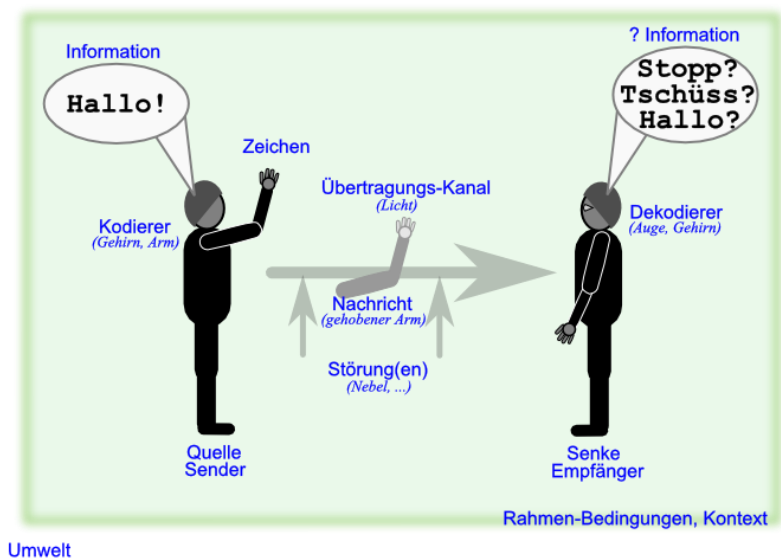 Information
Hallo!
? Information
Stopp?
Tschüss?
Hallo?
Zeichen
Übertragungs-Kanal
(Licht)
Kodierer
(Gehirn, Arm)
Dekodierer
(Auge, Gehirn)
Nachricht
(gehobener Arm)
Störung(en)
(Nebel, ...)
Quelle
Sender
Senke
Empfänger
Rahmen-Bedingungen, Kontext
Umwelt